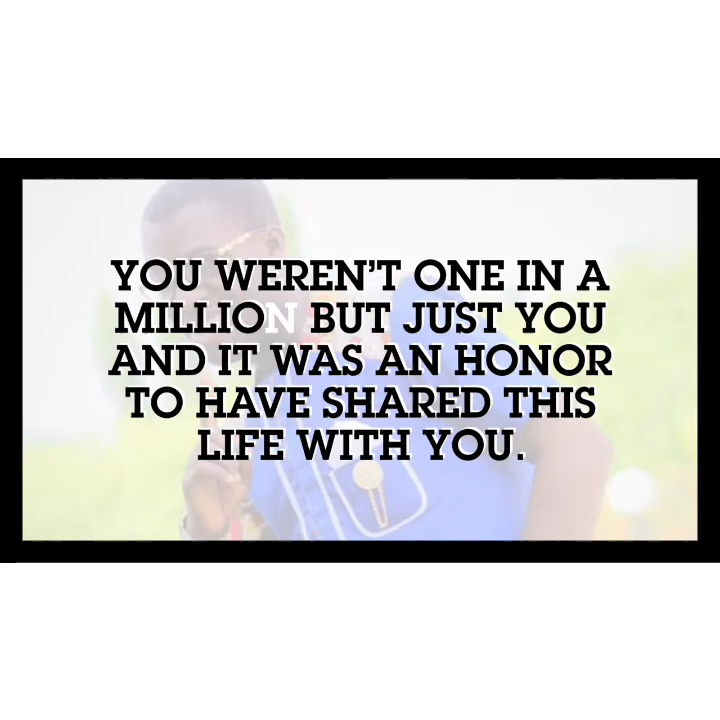 YOU WEREN'T ONE IN A
MILLION BUT JUST YOU
AND IT WAS AN HONOR
TO HAVE SHARED THIS
LIFE WITH YOU.